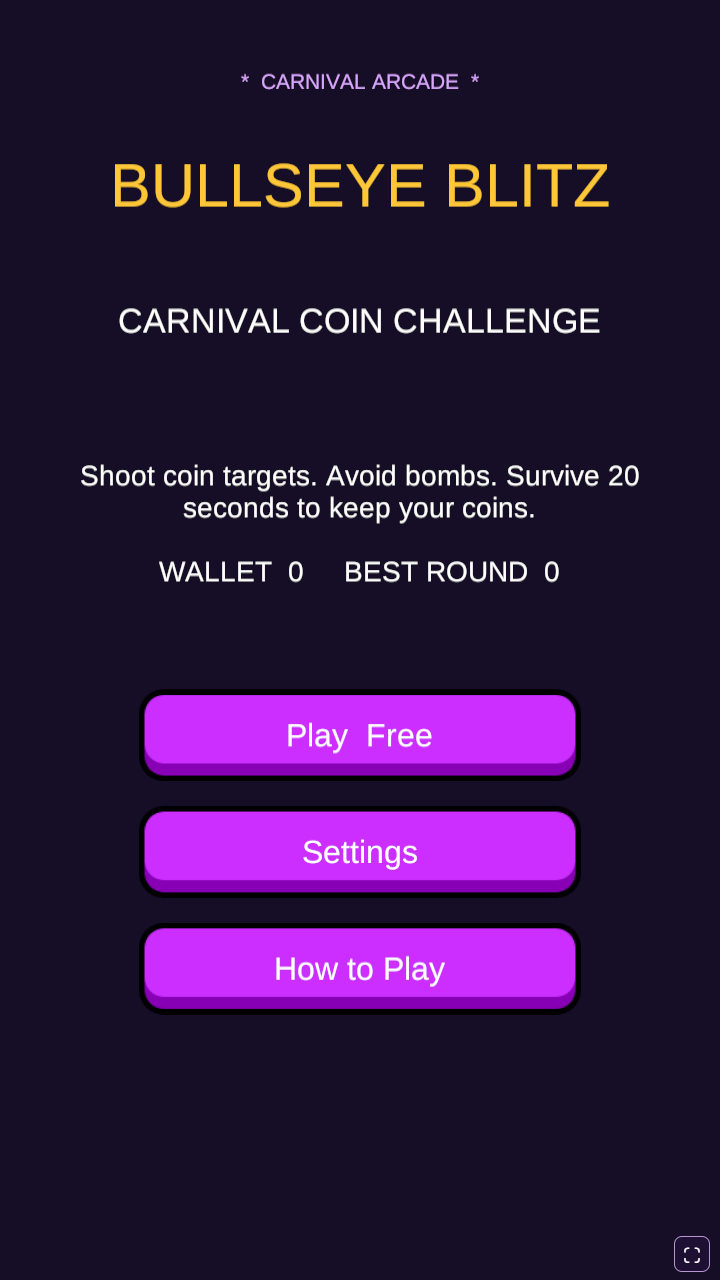 * CARNIVAL ARCADE *
BULLSEYE BLITZ
CARNIVAL COIN CHALLENGE
Shoot coin targets. Avoid bombs. Survive 20
seconds to keep your coins.
WALLET 0 BEST ROUND 0
Play Free
Settings
How to Play